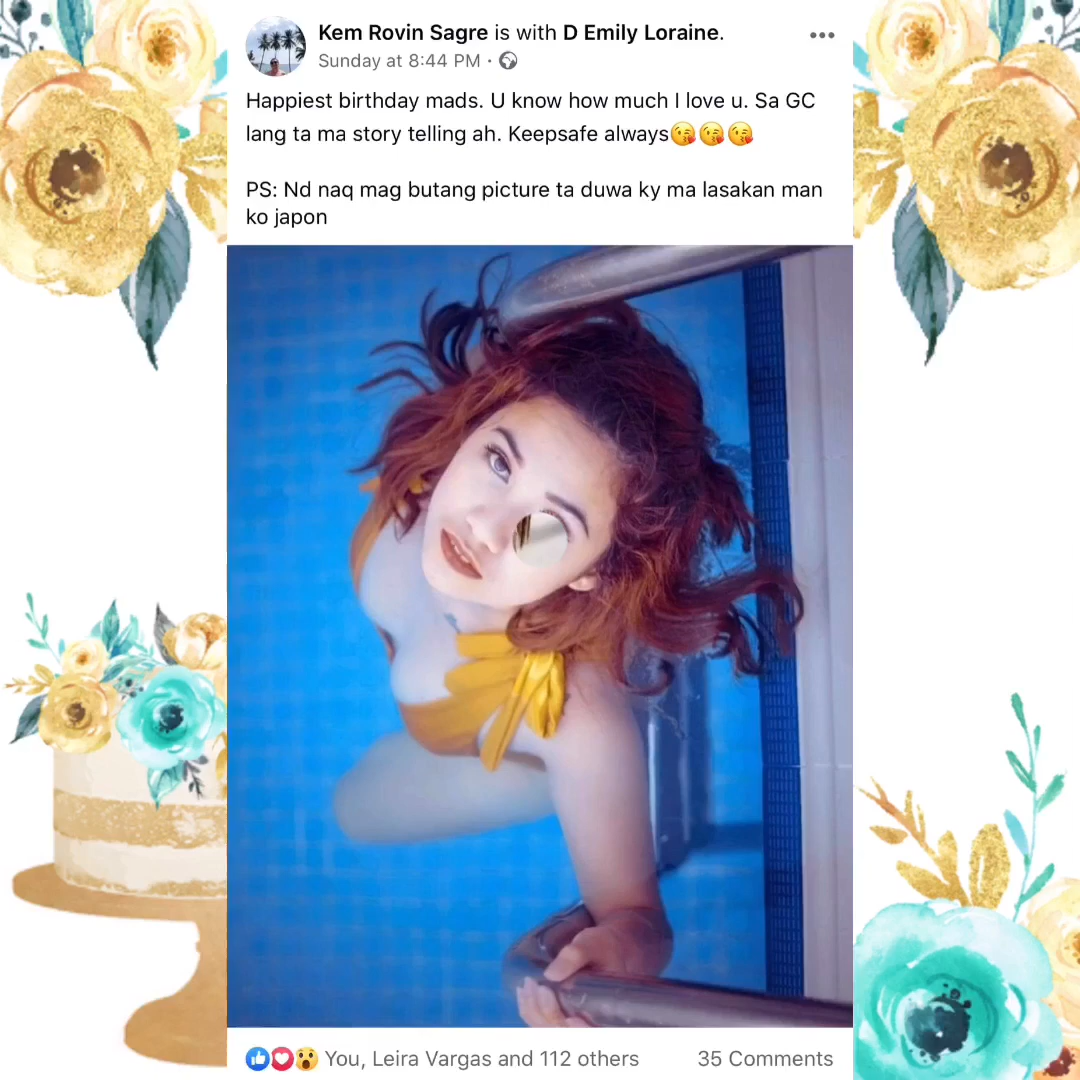 Kem Rovin Sagre is with D Emily Loraine.
Sunday at 8:44 PM ·
Happiest birthday mads. U know how much I love u. Sa GC
lang ta ma story telling ah. Keepsafe always😘😘😘
PS: Nd naq mag butang picture ta duwa ky ma lasakan man
ko japon
You, Leira Vargas and 112 others
35 Comments